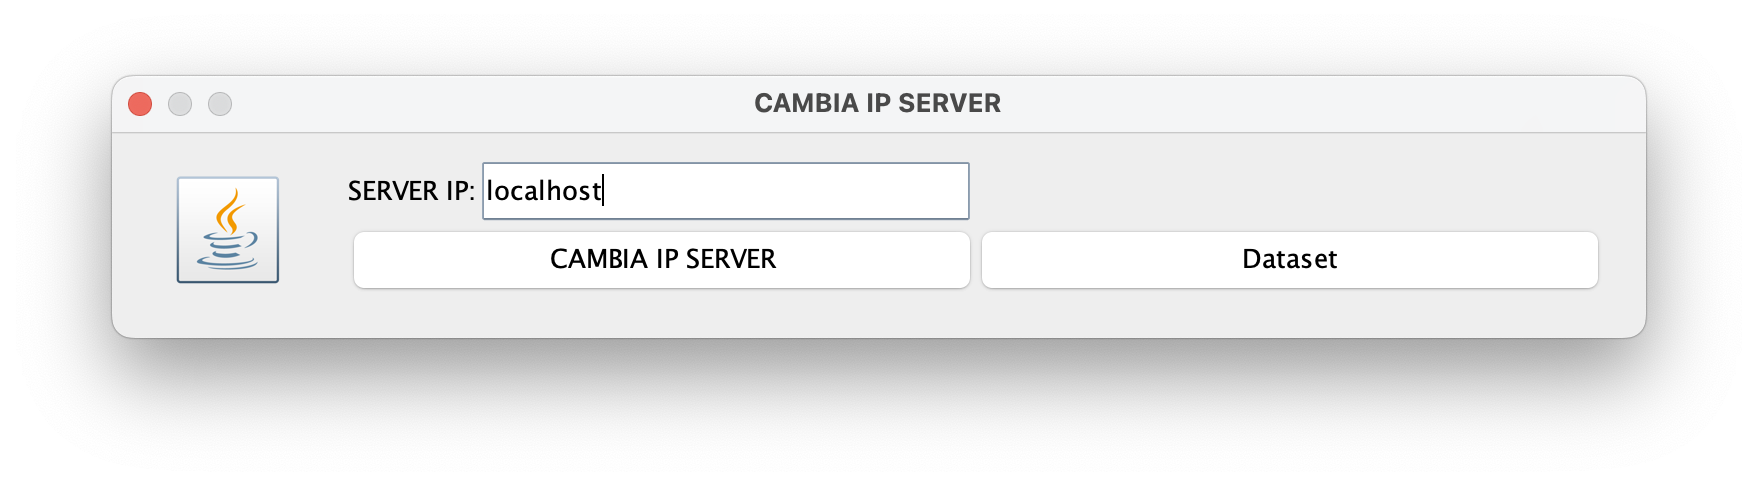 CAMBIA IP SERVER
SERVER IP: localhost
CAMBIA IP SERVER Dataset